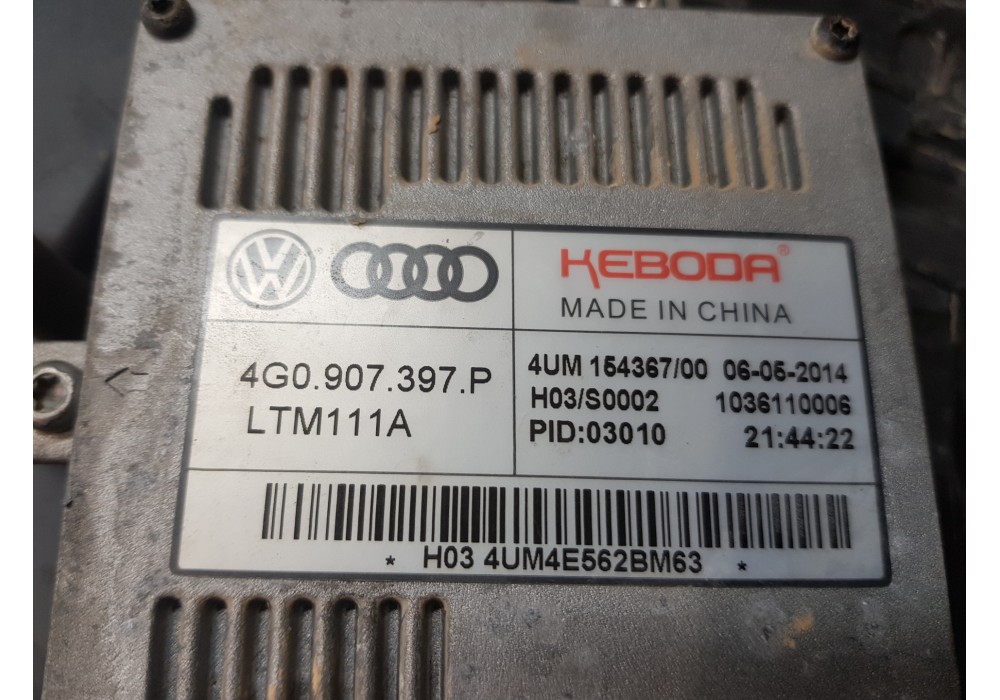 KEBODA®
MADE IN CHINA
4G0.907.397.P
LTM111A
4UM 154367/00 06-05-2014
H03/S0002 1036110006
PID:03010 21:44:22
* H03 4UM4E562BM63 *